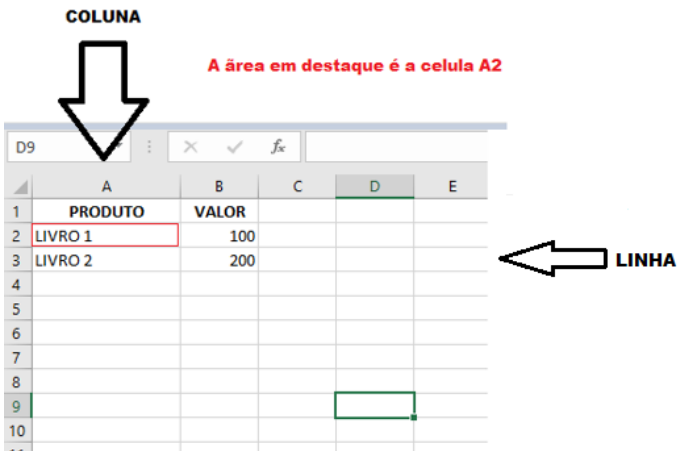 COLUNA
A ãrea em destaque é a celula A2
D9 fx
A B C D E
1 PRODUTO VALOR
2 LIVRO 1 100
3 LIVRO 2 200
LINHA
4
5
6
7
8
9
10